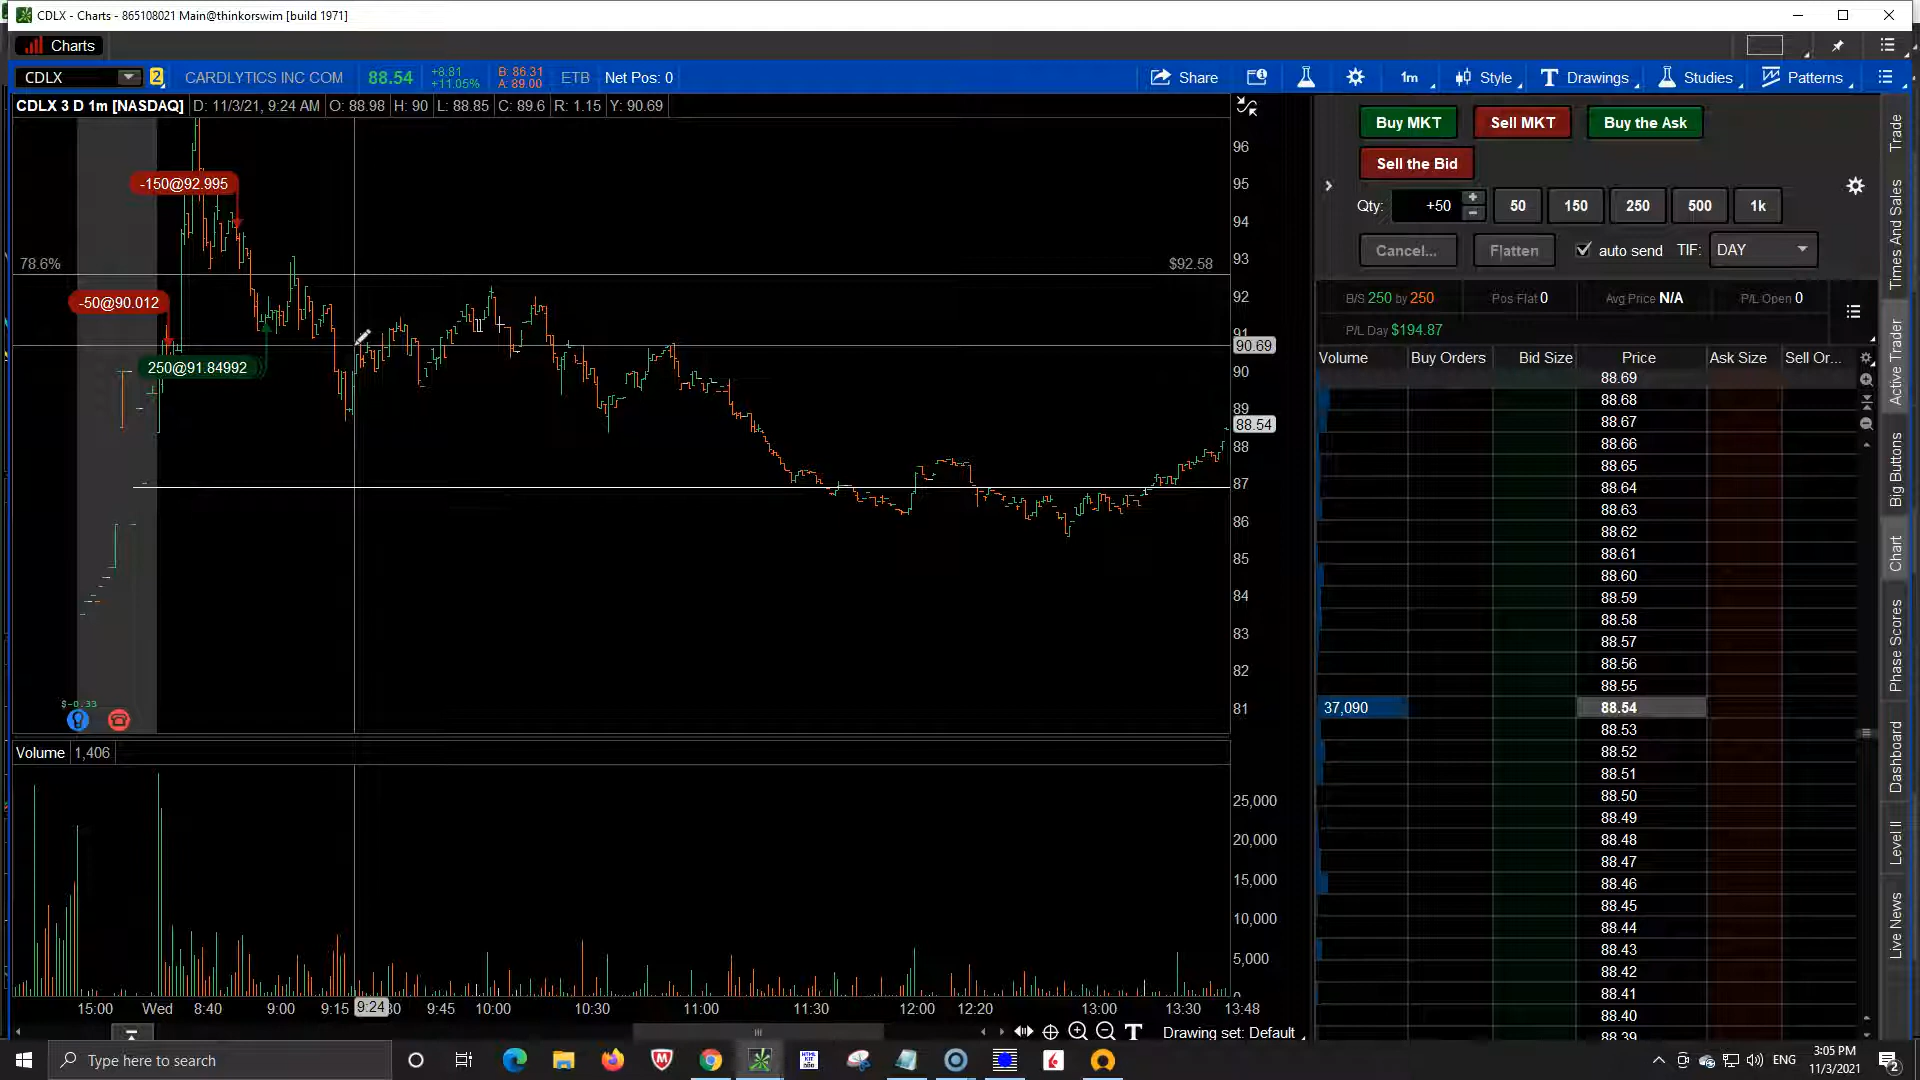 CDLX - Charts - 865108021 Main@thinkorswim [build 1971]
Charts
CDLX 2 CARDLYTICS INC COM 88.54 +8.81 +11.05% B: 86.31 A: 89.00 ETB Net Pos: 0 Share 1m Style Drawings Studies Patterns
CDLX 3 D 1m [NASDAQ] D: 11/3/21, 9:24 AM O: 88.98 H: 90 L: 88.85 C: 89.6 R: 1.15 Y: 90.69
96
95
94
93
92
91
90.69
90
89
88.54
88
87
86
85
84
83
82
81
-150@92.995
78.6%
$92.58
-50@90.012
250@91.84992
$-0.33
Volume 1,406
25,000
20,000
15,000
10,000
5,000
15:00 Wed 8:40 9:00 9:15 9:24 9:45 10:00 10:30 11:00 11:30 12:00 12:20 13:00 13:30 13:48
Drawing set: Default
Buy MKT Sell MKT Buy the Ask
Sell the Bid
Qty: +50 50 150 250 500 1k
Cancel... Flatten auto send TIF: DAY
B/S 250 by 250 Pos Flat 0 Avg Price N/A P/L Open 0
P/L Day $194.87
Volume Buy Orders Bid Size Price Ask Size Sell Or...
88.69
88.68
88.67
88.66
88.65
88.64
88.63
88.62
88.61
88.60
88.59
88.58
88.57
88.56
88.55
37,090 88.54
88.53
88.52
88.51
88.50
88.49
88.48
88.47
88.46
88.45
88.44
88.43
88.42
88.41
88.40
88.39
Trade
Times And Sales
Active Trader
Big Buttons
Chart
Phase Scores
Dashboard
Level II
Live News
Type here to search
ENG
3:05 PM
11/3/2021
2